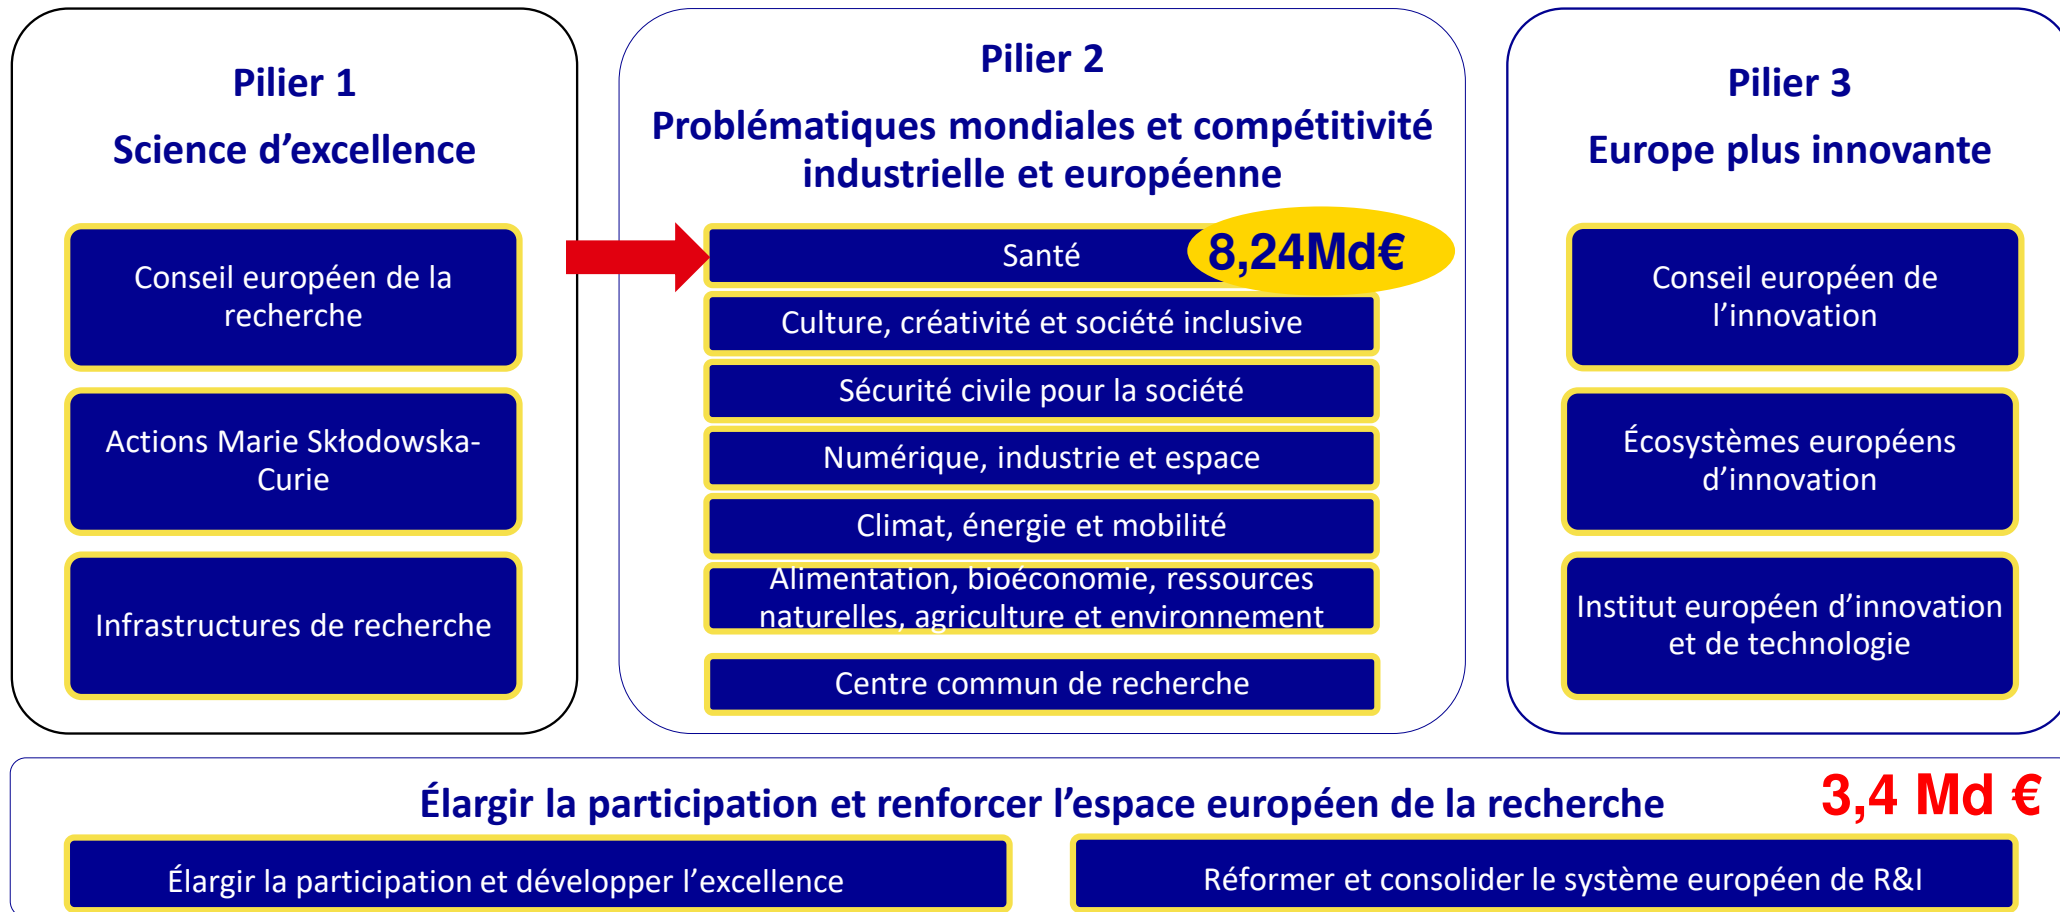 Pilier 1
Science d’excellence
Conseil européen de la
recherche
Actions Marie Skłodowska-
Curie
Infrastructures de recherche
Pilier 2
Problématiques mondiales et compétitivité
industrielle et européenne
Santé
8,24Md€
Culture, créativité et société inclusive
Sécurité civile pour la société
Numérique, industrie et espace
Climat, énergie et mobilité
Alimentation, bioéconomie, ressources
naturelles, agriculture et environnement
Centre commun de recherche
Pilier 3
Europe plus innovante
Conseil européen de
l’innovation
Écosystèmes européens
d’innovation
Institut européen d’innovation
et de technologie
Élargir la participation et renforcer l’espace européen de la recherche
3,4 Md €
Élargir la participation et développer l’excellence
Réformer et consolider le système européen de R&I